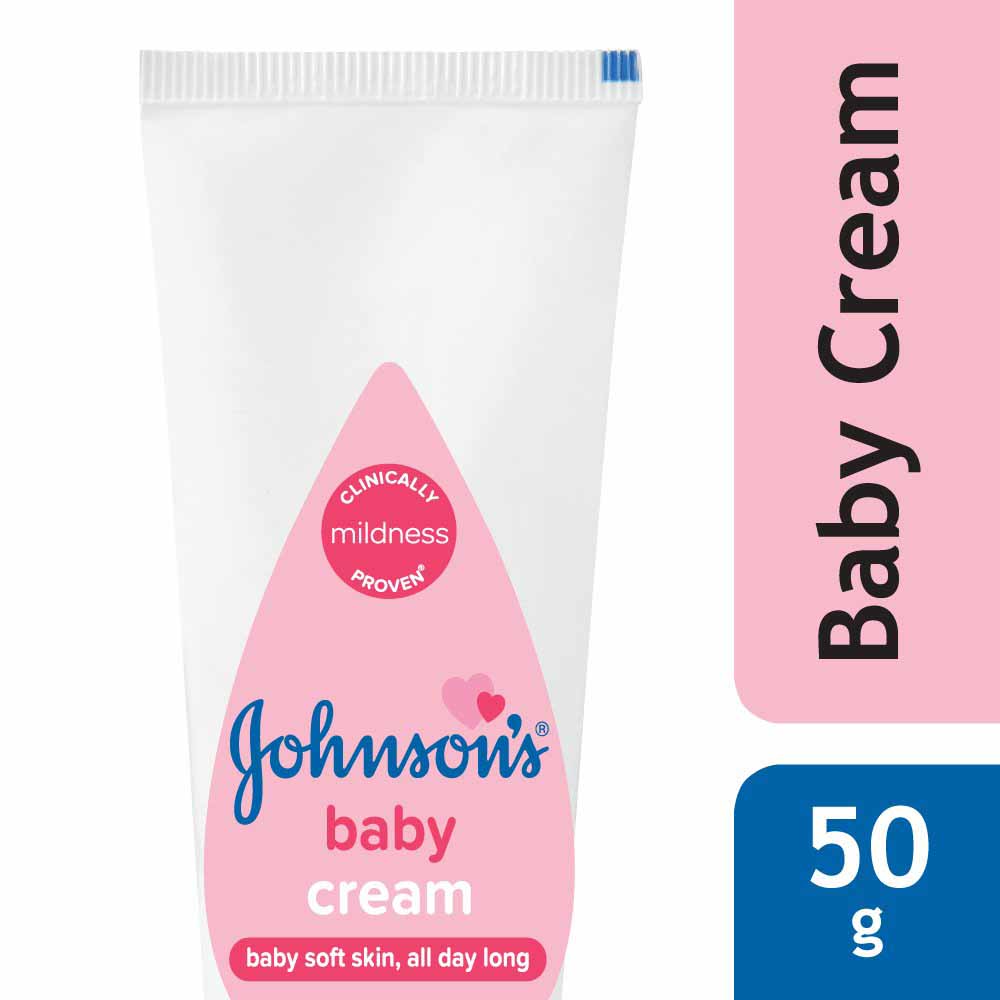 CLINICALLY
mildness
PROVEN®
Johnson's®
baby
cream
baby soft skin, all day long
Baby Cream
50
g